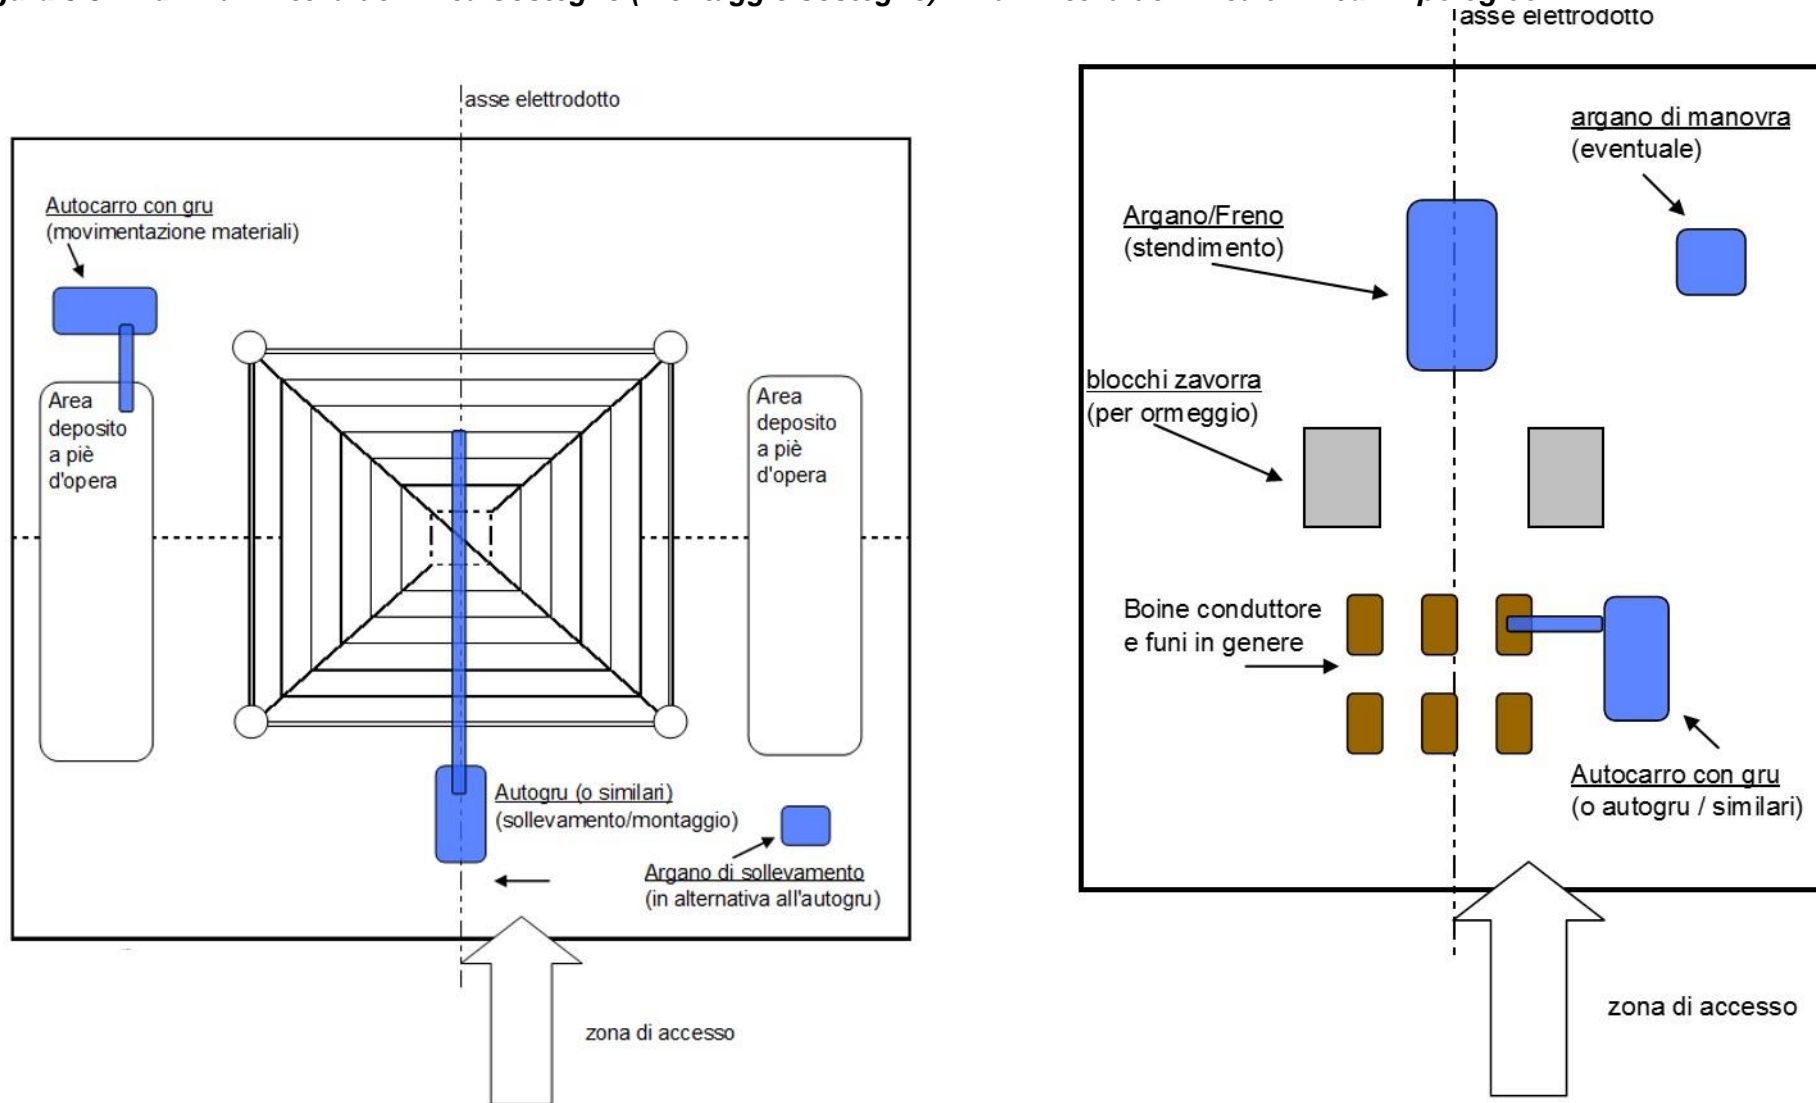 asse elettrodotto
Autocarro con gru
(movimentazione materiali)
Area
deposito
a piè
d'opera
Area
deposito
a piè
d'opera
Autogru (o similari)
(sollevamento/montaggio)
Argano di sollevamento
(in alternativa all'autogru)
zona di accesso
asse elettrodotto
argano di manovra
(eventuale)
Argano/Freno
(stendimento)
blocchi zavorra
(per ormeggio)
Boine conduttore
e funi in genere
Autocarro con gru
(o autogru / similari)
zona di accesso